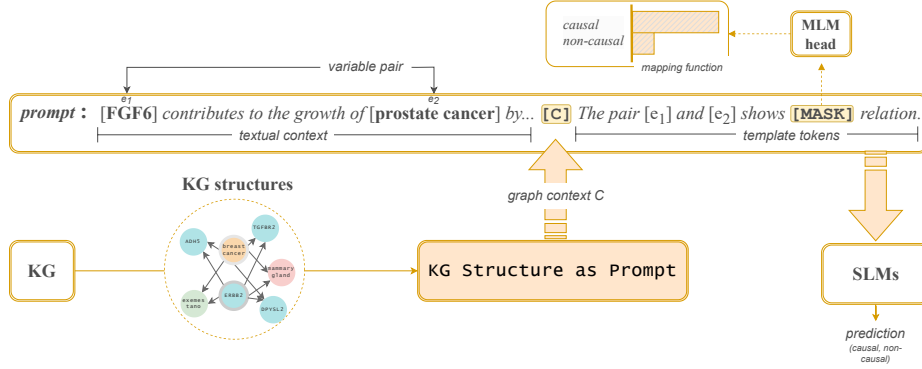 causal
non-causal
mapping function
MLM
head
variable pair
e1
e2
prompt : [FGF6] contributes to the growth of [prostate cancer] by... [C] The pair [e1] and [e2] shows [MASK] relation.
textual context
template tokens
KG structures
graph context C
TGFBR2
ADH5
breast
cancer
mammary
gland
ERBB2
exemes
tane
DPYSL2
KG
KG Structure as Prompt
SLMs
prediction
(causal, non-
causal)